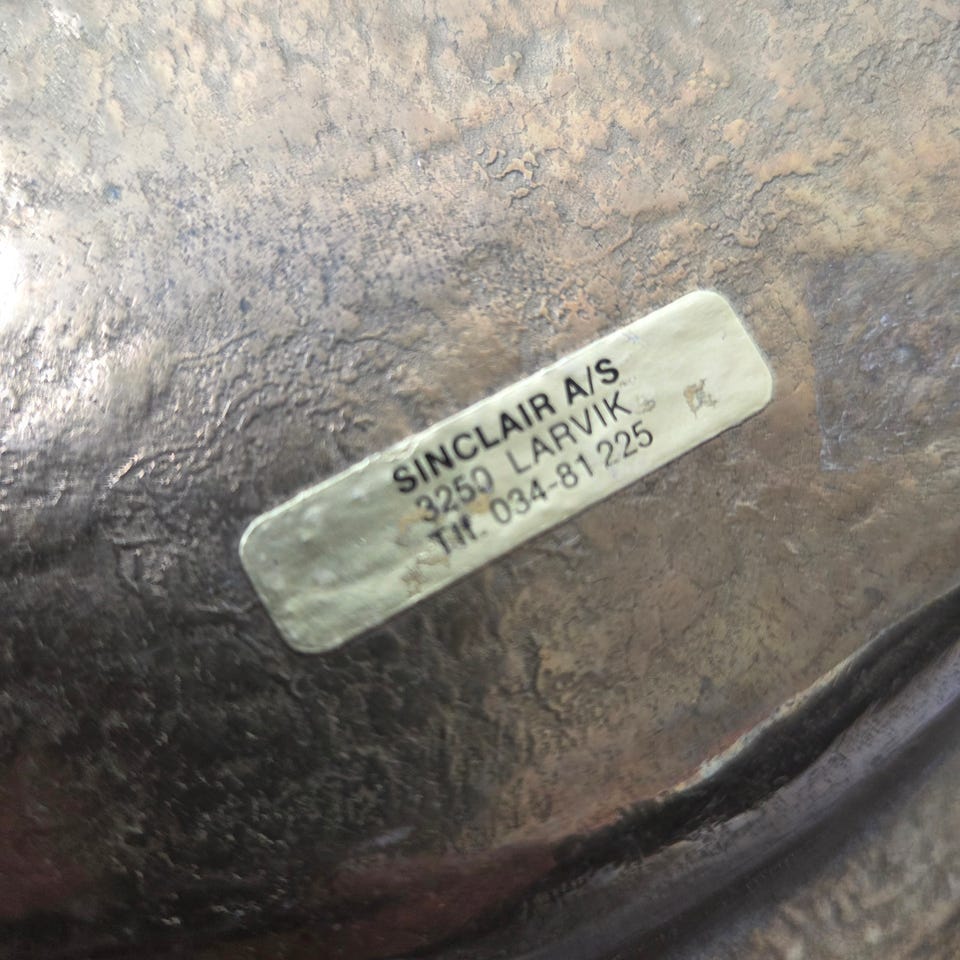 SINCLAIR A/S
3250 LARVIK
Tlf. 034-81 225